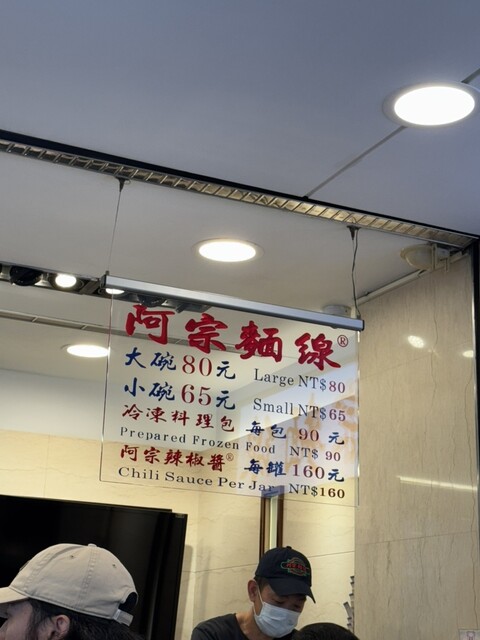 阿宗麵線®
大碗80元 Large NT$80
小碗65元 Small NT$65
冷凍料理包 每包 90 元
Prepared Frozen Food NT$ 90
阿宗辣椒醬® 每罐160元
Chili Sauce Per Jar NT$160